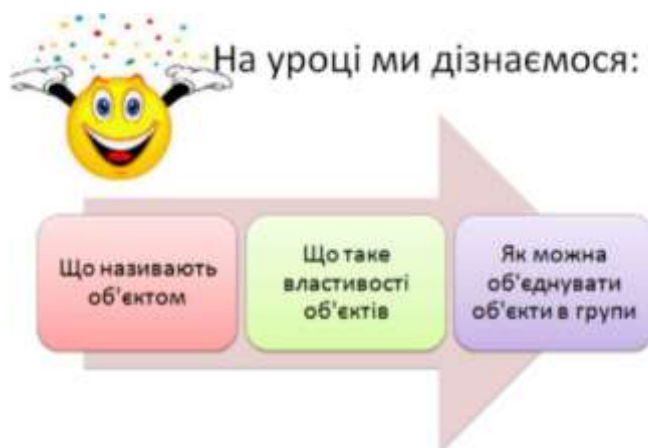 На уроці ми дізнаємося:
Що називають
об'єктом
Що таке
властивості
об'єктів
Як можна
об'єднувати
об'єкти в групи